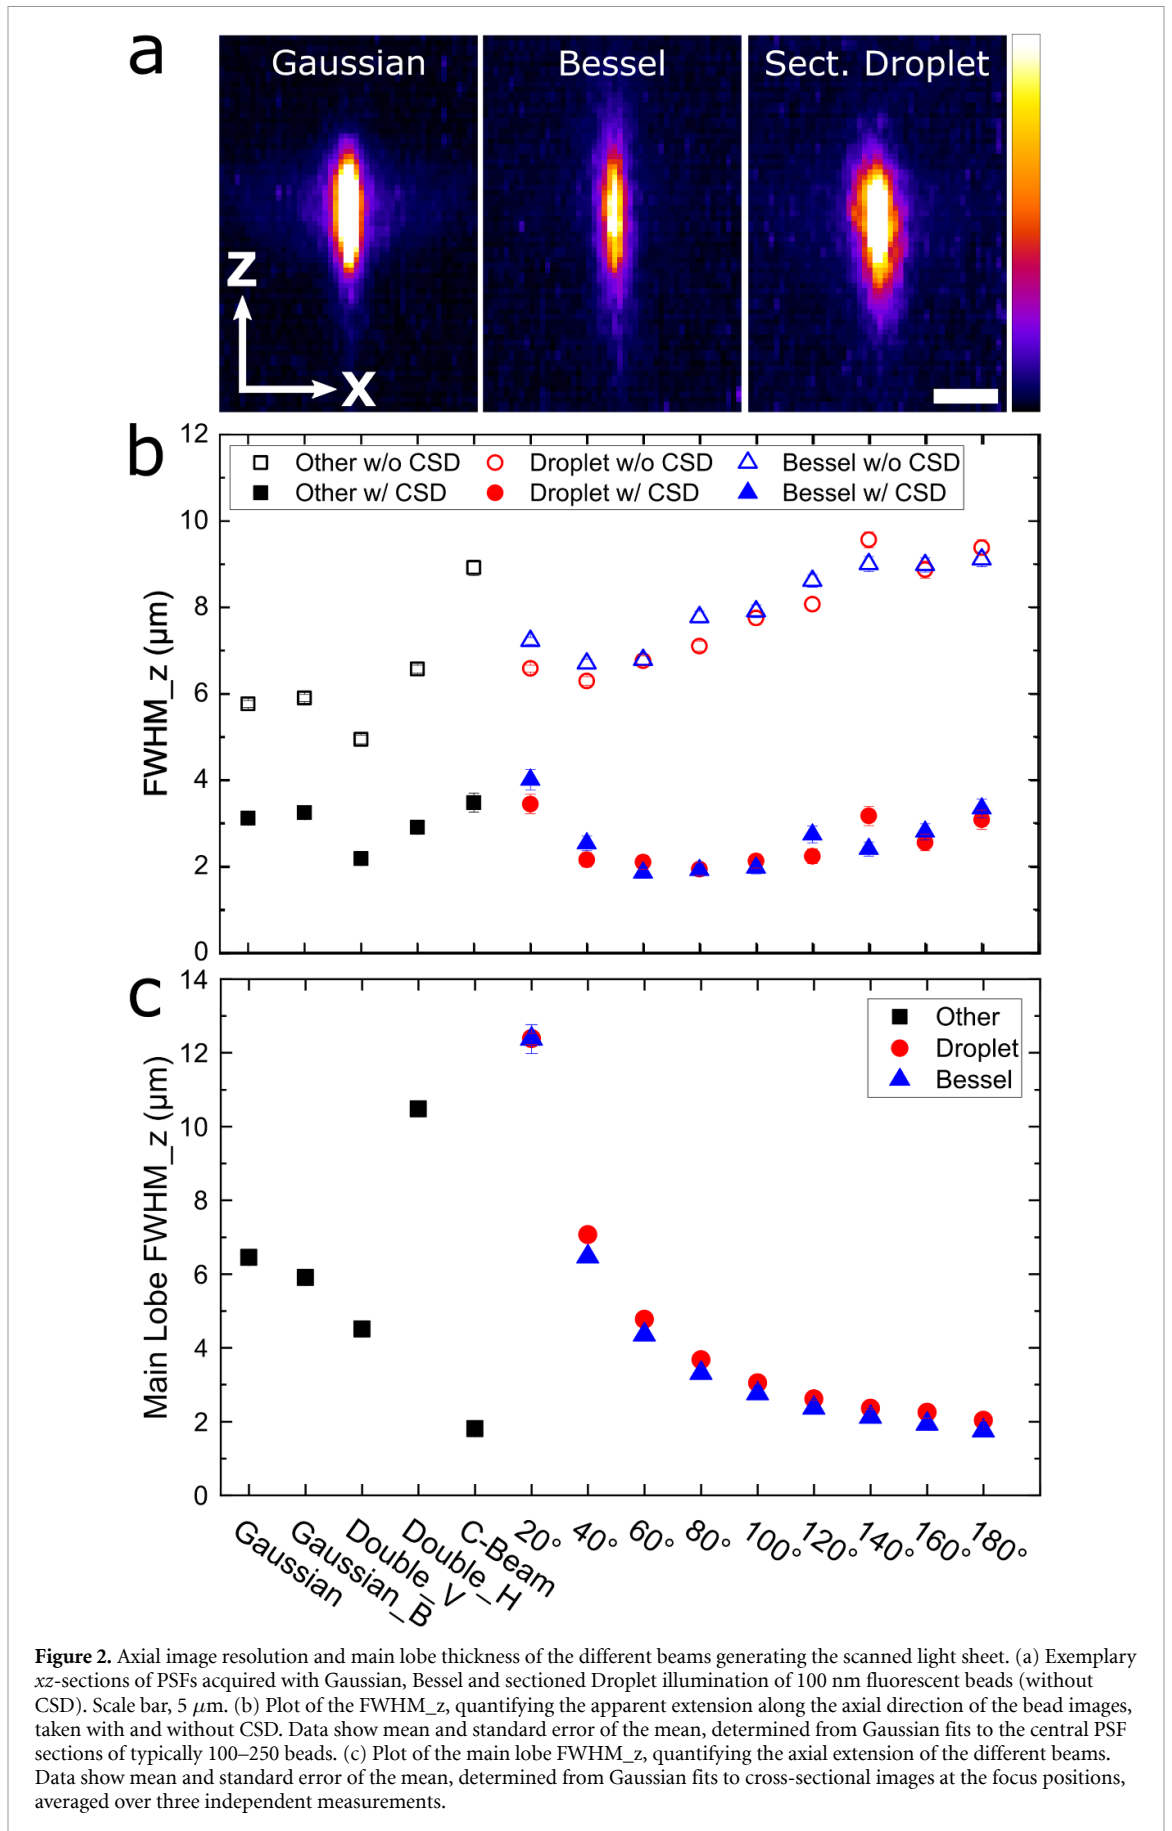 a
Gaussian
Bessel
Sect. Droplet
Z
X
b
12
10
8
6
4
2
0
FWHM_z (μm)
Other w/o CSD
Droplet w/o CSD
Bessel w/o CSD
Other w/ CSD
Droplet w/ CSD
Bessel w/ CSD
c
14
12
10
8
6
4
2
0
Main Lobe FWHM_z (μm)
Other
Droplet
Bessel
Gaussian
Gaussian_B
Double_V
Double_H
C-Beam
20°
40°
60°
80°
100°
120°
140°
160°
180°
Figure 2. Axial image resolution and main lobe thickness of the different beams generating the scanned light sheet. (a) Exemplary
xz-sections of PSFs acquired with Gaussian, Bessel and sectioned Droplet illumination of 100 nm fluorescent beads (without
CSD). Scale bar, 5 μm. (b) Plot of the FWHM_z, quantifying the apparent extension along the axial direction of the bead images,
taken with and without CSD. Data show mean and standard error of the mean, determined from Gaussian fits to the central PSF
sections of typically 100–250 beads. (c) Plot of the main lobe FWHM_z, quantifying the axial extension of the different beams.
Data show mean and standard error of the mean, determined from Gaussian fits to cross-sectional images at the focus positions,
averaged over three independent measurements.